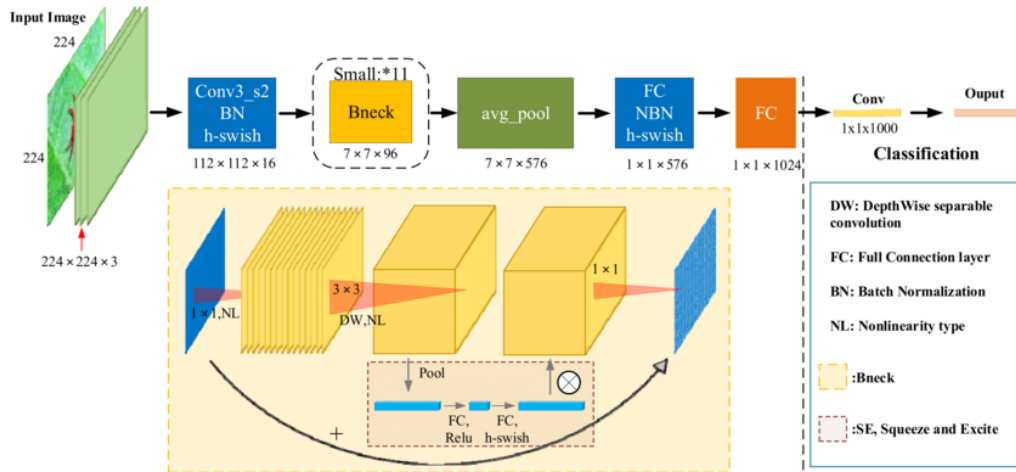 Input Image
224
224
224 × 224 × 3
Conv3_s2
BN
h-swish
112 × 112 × 16
Small:*11
Bneck
7 × 7 × 96
avg_pool
7 × 7 × 576
FC
NBN
h-swish
1 × 1 × 576
FC
1 × 1 × 1024
Conv
1x1x1000
Ouput
Classification
1 × 1,NL
3 × 3
DW,NL
1 × 1
Pool
FC,
Relu
FC,
h-swish
+
DW: DepthWise separable
convolution
FC: Full Connection layer
BN: Batch Normalization
NL: Nonlinearity type
:Bneck
:SE, Squeeze and Excite